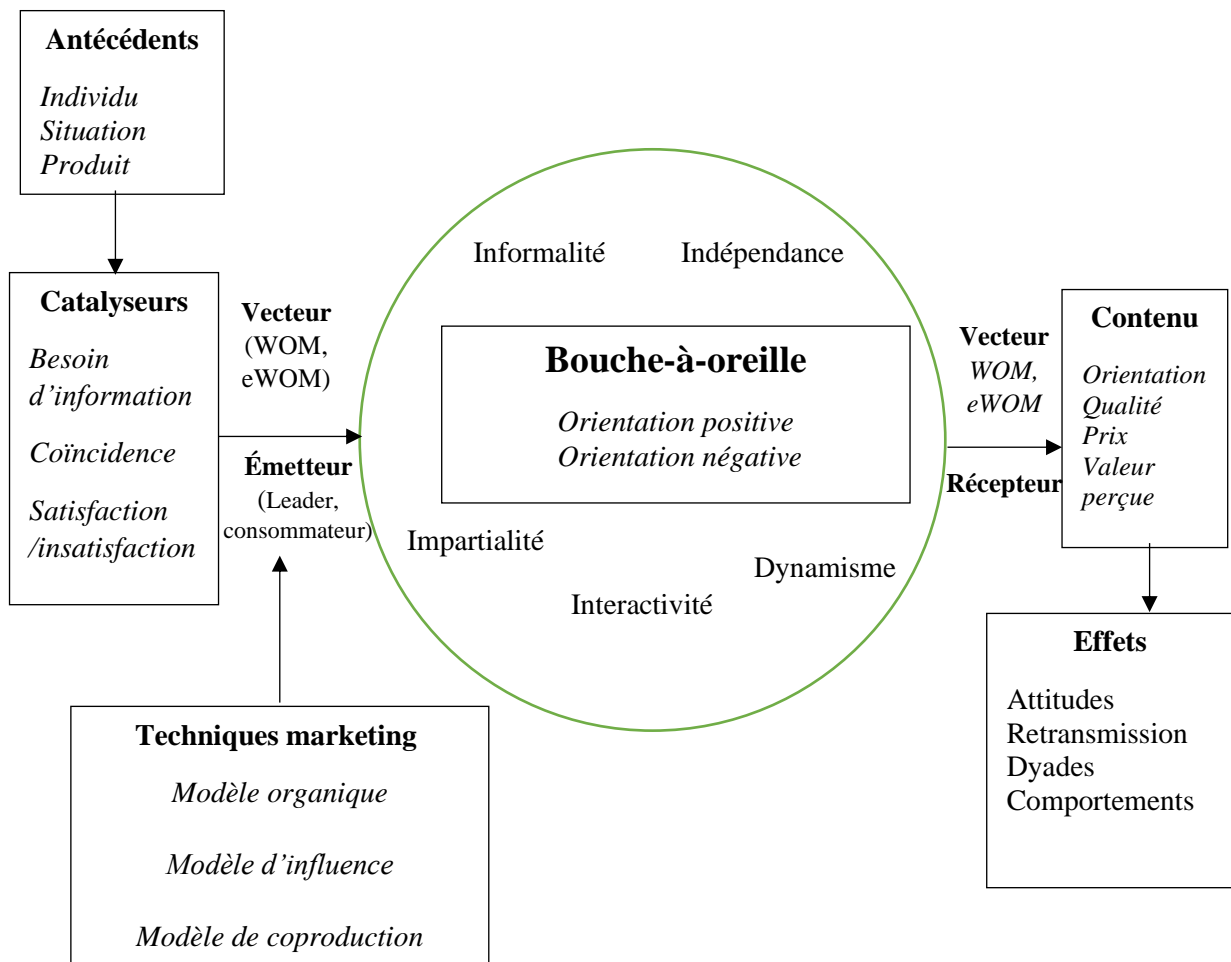 Antécédents
Individu
Situation
Produit
Catalyseurs
Besoin
d’information
Coïncidence
Satisfaction
/insatisfaction
Vecteur
(WOM,
eWOM)
Émetteur
(Leader,
consommateur)
Techniques marketing
Modèle organique
Modèle d’influence
Modèle de coproduction
Informalité
Indépendance
Bouche-à-oreille
Orientation positive
Orientation négative
Impartialité
Dynamisme
Interactivité
Vecteur
WOM,
eWOM
Récepteur
Contenu
Orientation
Qualité
Prix
Valeur
perçue
Effets
Attitudes
Retransmission
Dyades
Comportements